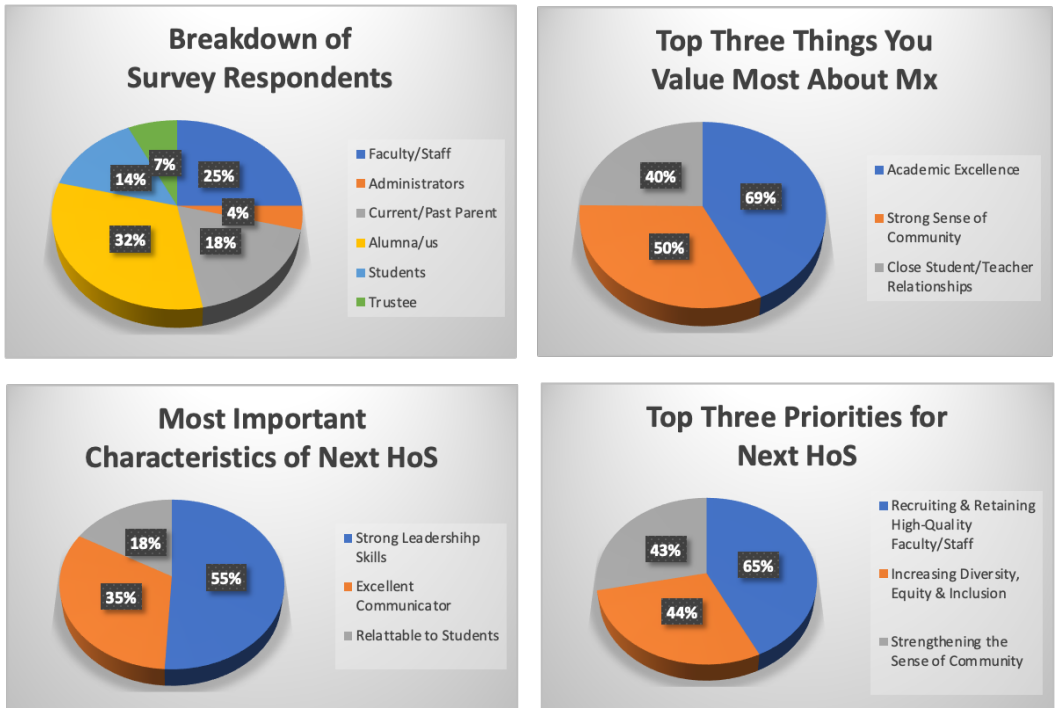 Breakdown of
Survey Respondents
7%
25%
14%
4%
32%
18%
Faculty/Staff
Administrators
Current/Past Parent
Alumna/us
Students
Trustee
Top Three Things You
Value Most About Mx
40%
69%
50%
Academic Excellence
Strong Sense of
Community
Close Student/Teacher
Relationships
Most Important
Characteristics of Next HoS
18%
55%
35%
Strong Leadershihp
Skills
Excellent
Communicator
Relattable to Students
Top Three Priorities for
Next HoS
43%
65%
44%
Recruiting & Retaining
High-Quality
Faculty/Staff
Increasing Diversity,
Equity & Inclusion
Strengthening the
Sense of Community